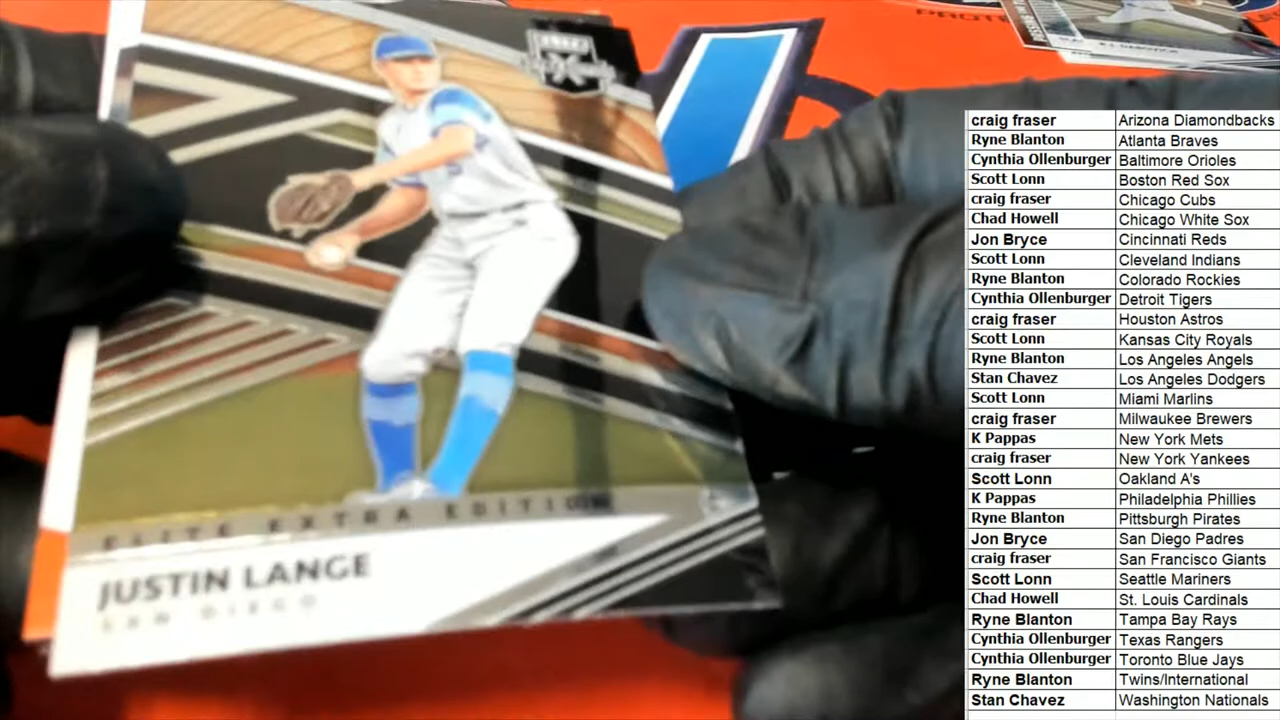 ELITE EXTRA EDITION
JUSTIN LANGE
SAN DIEGO
craig fraser Arizona Diamondbacks
Ryne Blanton Atlanta Braves
Cynthia Ollenburger Baltimore Orioles
Scott Lonn Boston Red Sox
craig fraser Chicago Cubs
Chad Howell Chicago White Sox
Jon Bryce Cincinnati Reds
Scott Lonn Cleveland Indians
Ryne Blanton Colorado Rockies
Cynthia Ollenburger Detroit Tigers
craig fraser Houston Astros
Scott Lonn Kansas City Royals
Ryne Blanton Los Angeles Angels
Stan Chavez Los Angeles Dodgers
Scott Lonn Miami Marlins
craig fraser Milwaukee Brewers
K Pappas New York Mets
craig fraser New York Yankees
Scott Lonn Oakland A's
K Pappas Philadelphia Phillies
Ryne Blanton Pittsburgh Pirates
Jon Bryce San Diego Padres
craig fraser San Francisco Giants
Scott Lonn Seattle Mariners
Chad Howell St. Louis Cardinals
Ryne Blanton Tampa Bay Rays
Cynthia Ollenburger Texas Rangers
Cynthia Ollenburger Toronto Blue Jays
Ryne Blanton Twins/International
Stan Chavez Washington Nationals